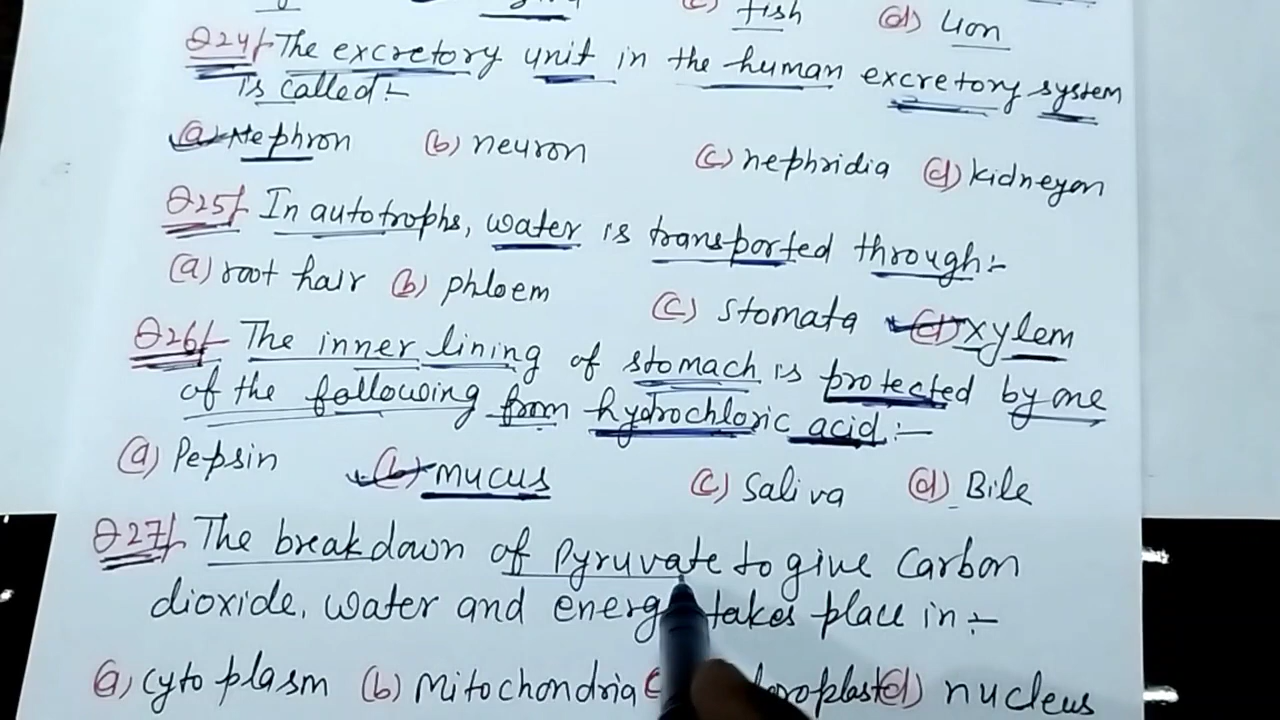 (c) fish (d) Lion
Q24/- The excretory unit in the human excretory system
is called:-
(a) Nephron (b) neuron (c) nephridia (d) kidneyon
Q25/- In autotrophs, water is transported through:-
(a) root hair (b) phloem (c) stomata (d) xylem
Q26/- The inner lining of stomach is protected by one
of the following from hydrochloric acid:-
(a) Pepsin (b) mucus (c) Saliva (d) Bile
Q27/- The breakdown of Pyruvate to give Carbon
dioxide, water and energ takes place in:-
(a) cytoplasm (b) Mitochondria (d) nucleus